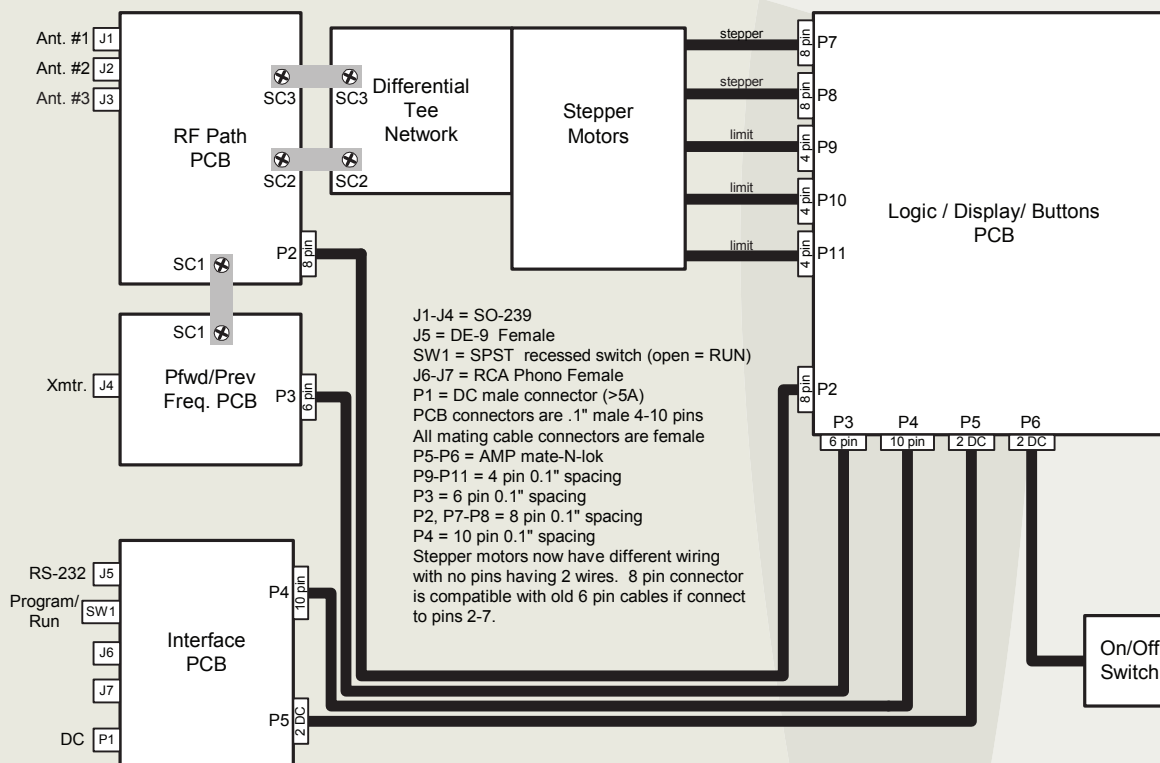 Ant. #1
J1
Ant. #2
J2
Ant. #3
J3
RF Path
PCB
SC3
SC3
SC2
SC2
SC1
P2
8 pin
Differential
Tee
Network
Stepper
Motors
stepper
stepper
limit
limit
limit
8 pin
P7
8 pin
P8
4 pin
P9
4 pin
P10
4 pin
P11
Logic / Display/ Buttons
PCB
8 pin
P2
P3
P4
P5
P6
6 pin
10 pin
2 DC
2 DC
SC1
Xmtr.
J4
Pfwd/Prev
Freq. PCB
P3
6 pin
J1-J4 = SO-239
J5 = DE-9 Female
SW1 = SPST recessed switch (open = RUN)
J6-J7 = RCA Phono Female
P1 = DC male connector (>5A)
PCB connectors are .1" male 4-10 pins
All mating cable connectors are female
P5-P6 = AMP mate-N-lok
P9-P11 = 4 pin 0.1" spacing
P3 = 6 pin 0.1" spacing
P2, P7-P8 = 8 pin 0.1" spacing
P4 = 10 pin 0.1" spacing
Stepper motors now have different wiring
with no pins having 2 wires. 8 pin connector
is compatible with old 6 pin cables if connect
to pins 2-7.
RS-232
J5
Program/
Run
SW1
J6
J7
DC
P1
Interface
PCB
P4
10 pin
P5
2 DC
On/Off
Switch